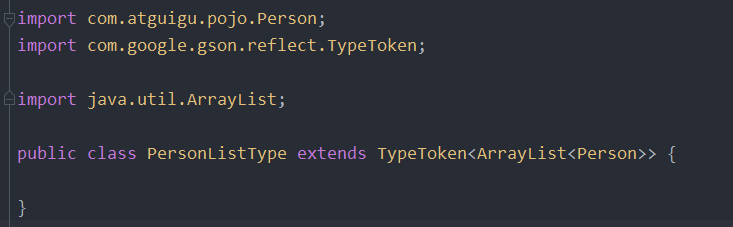 import com.atguigu.pojo.Person;
import com.google.gson.reflect.TypeToken;
import java.util.ArrayList;
public class PersonListType extends TypeToken<ArrayList<Person>> {
}